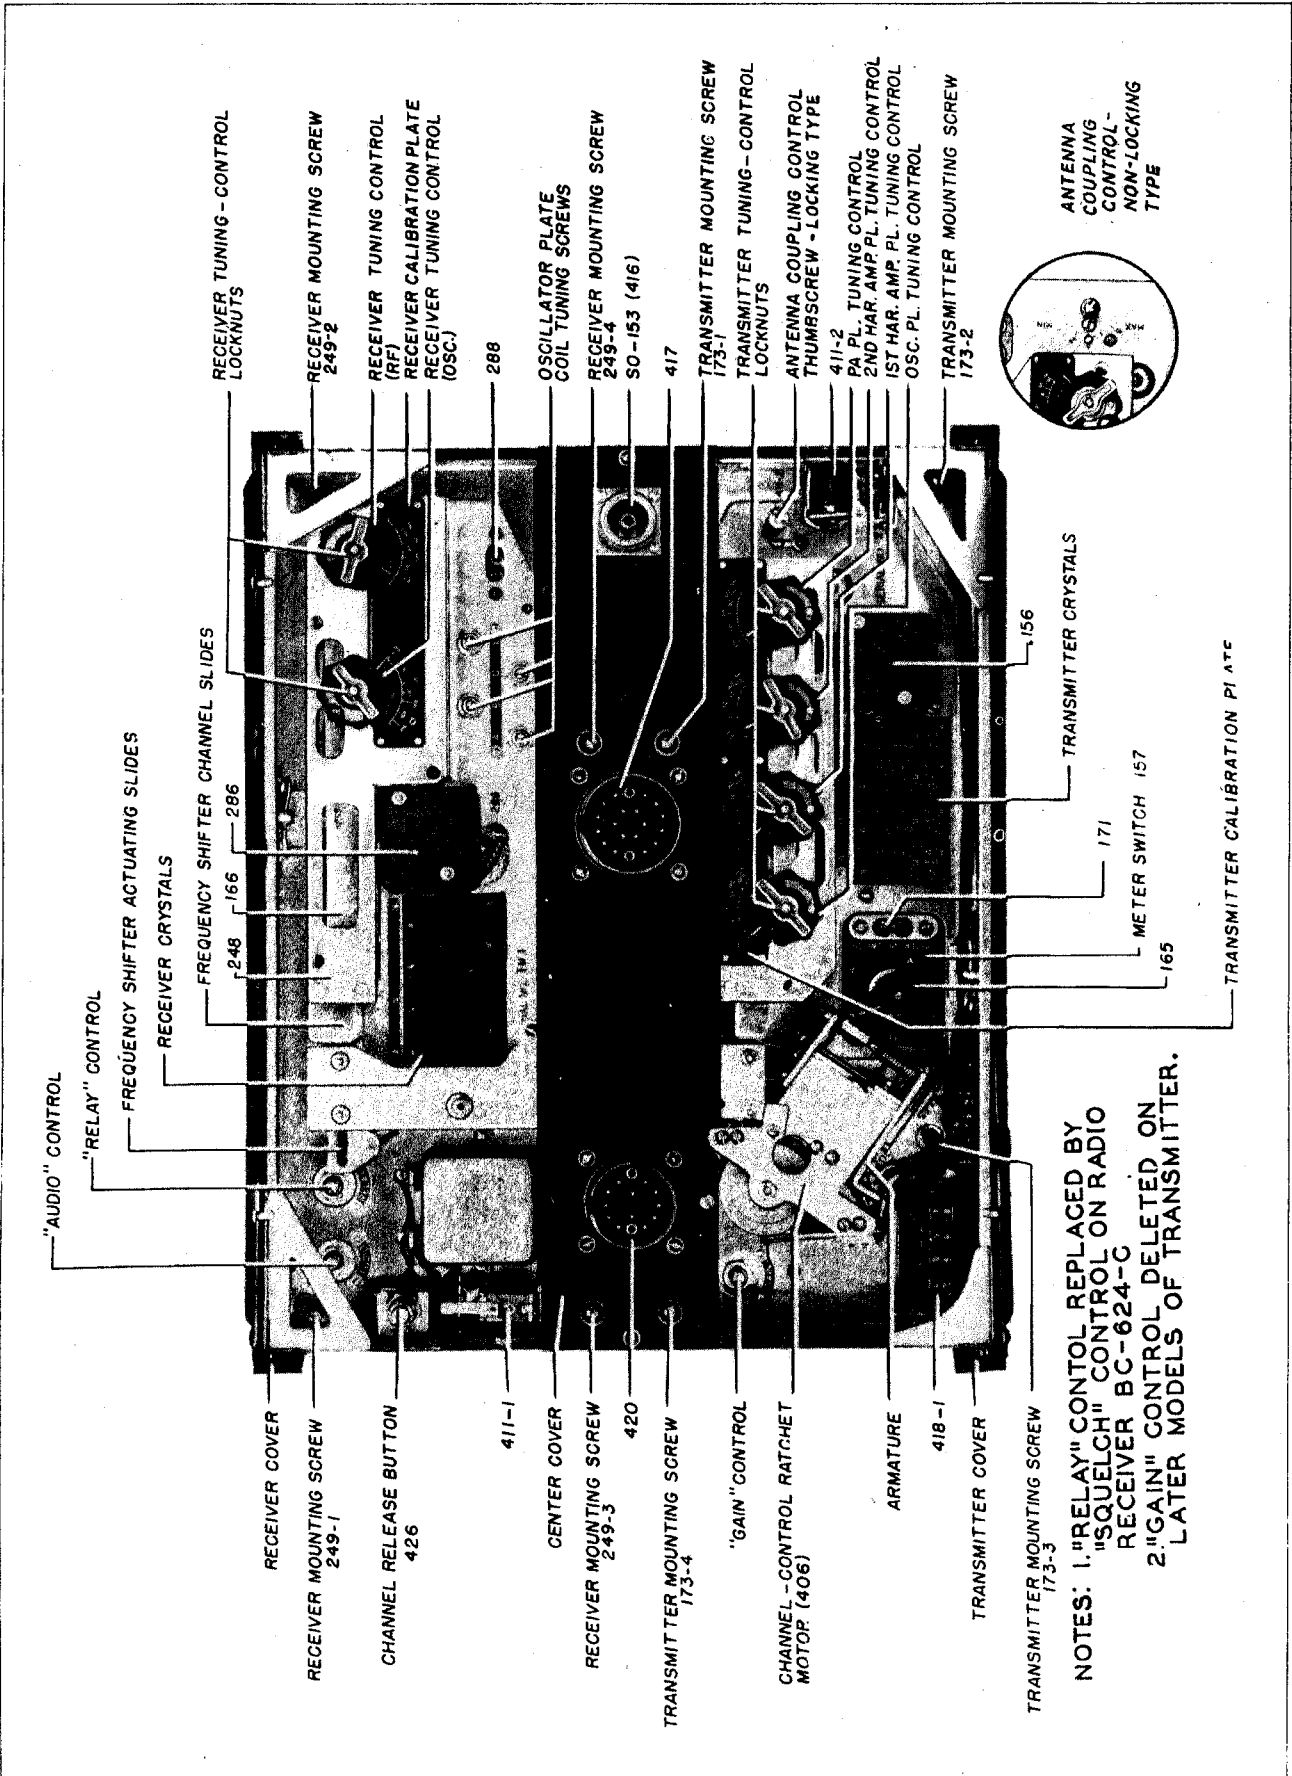 "AUDIO" CONTROL
"RELAY" CONTROL
FREQUENCY SHIFTER ACTUATING SLIDES
RECEIVER CRYSTALS
FREQUENCY SHIFTER CHANNEL SLIDES
248
166
286
RECEIVER TUNING-CONTROL
LOCKNUTS
RECEIVER MOUNTING SCREW
249-2
RECEIVER TUNING CONTROL
(RF)
RECEIVER CALIBRATION PLATE
RECEIVER TUNING CONTROL
(OSC.)
288
OSCILLATOR PLATE
COIL TUNING SCREWS
RECEIVER MOUNTING SCREW
249-4
SO-153 (416)
417
TRANSMITTER MOUNTING SCREW
173-1
TRANSMITTER TUNING-CONTROL
LOCKNUTS
ANTENNA COUPLING CONTROL
THUMBSCREW-LOCKING TYPE
411-2
PA PL. TUNING CONTROL
2ND HAR. AMP. PL. TUNING CONTROL
1ST HAR. AMP. PL. TUNING CONTROL
OSC. PL. TUNING CONTROL
TRANSMITTER MOUNTING SCREW
173-2
ANTENNA
COUPLING
CONTROL-
NON-LOCKING
TYPE
MIN
MAX
RECEIVER COVER
RECEIVER MOUNTING SCREW
249-1
CHANNEL RELEASE BUTTON
426
411-1
CENTER COVER
RECEIVER MOUNTING SCREW
249-3
420
TRANSMITTER MOUNTING SCREW
173-4
"GAIN" CONTROL
CHANNEL-CONTROL RATCHET
MOTOR (406)
ARMATURE
418-1
TRANSMITTER COVER
TRANSMITTER MOUNTING SCREW
173-3
156
TRANSMITTER CRYSTALS
171
METER SWITCH 157
165
TRANSMITTER CALIBRATION
NOTES: 1. "RELAY" CONTOL REPLACED BY
"SQUELCH" CONTROL ON RADIO
RECEIVER BC-624-C
2. "GAIN" CONTROL DELETED ON
LATER MODELS OF TRANSMITTER.